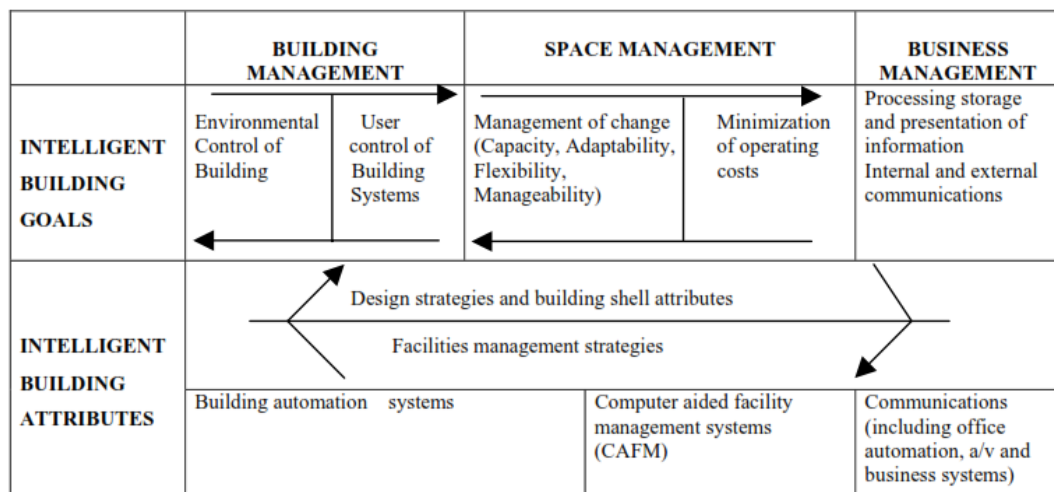 BUILDING
MANAGEMENT
SPACE MANAGEMENT
BUSINESS
MANAGEMENT
INTELLIGENT
BUILDING
GOALS
Environmental
Control of
Building
User
control of
Building
Systems
Management of change
(Capacity, Adaptability,
Flexibility,
Manageability)
Minimization
of operating
costs
Processing storage
and presentation of
information
Internal and external
communications
INTELLIGENT
BUILDING
ATTRIBUTES
Design strategies and building shell attributes
Facilities management strategies
Building automation systems
Computer aided facility
management systems
(CAFM)
Communications
(including office
automation, a/v and
business systems)